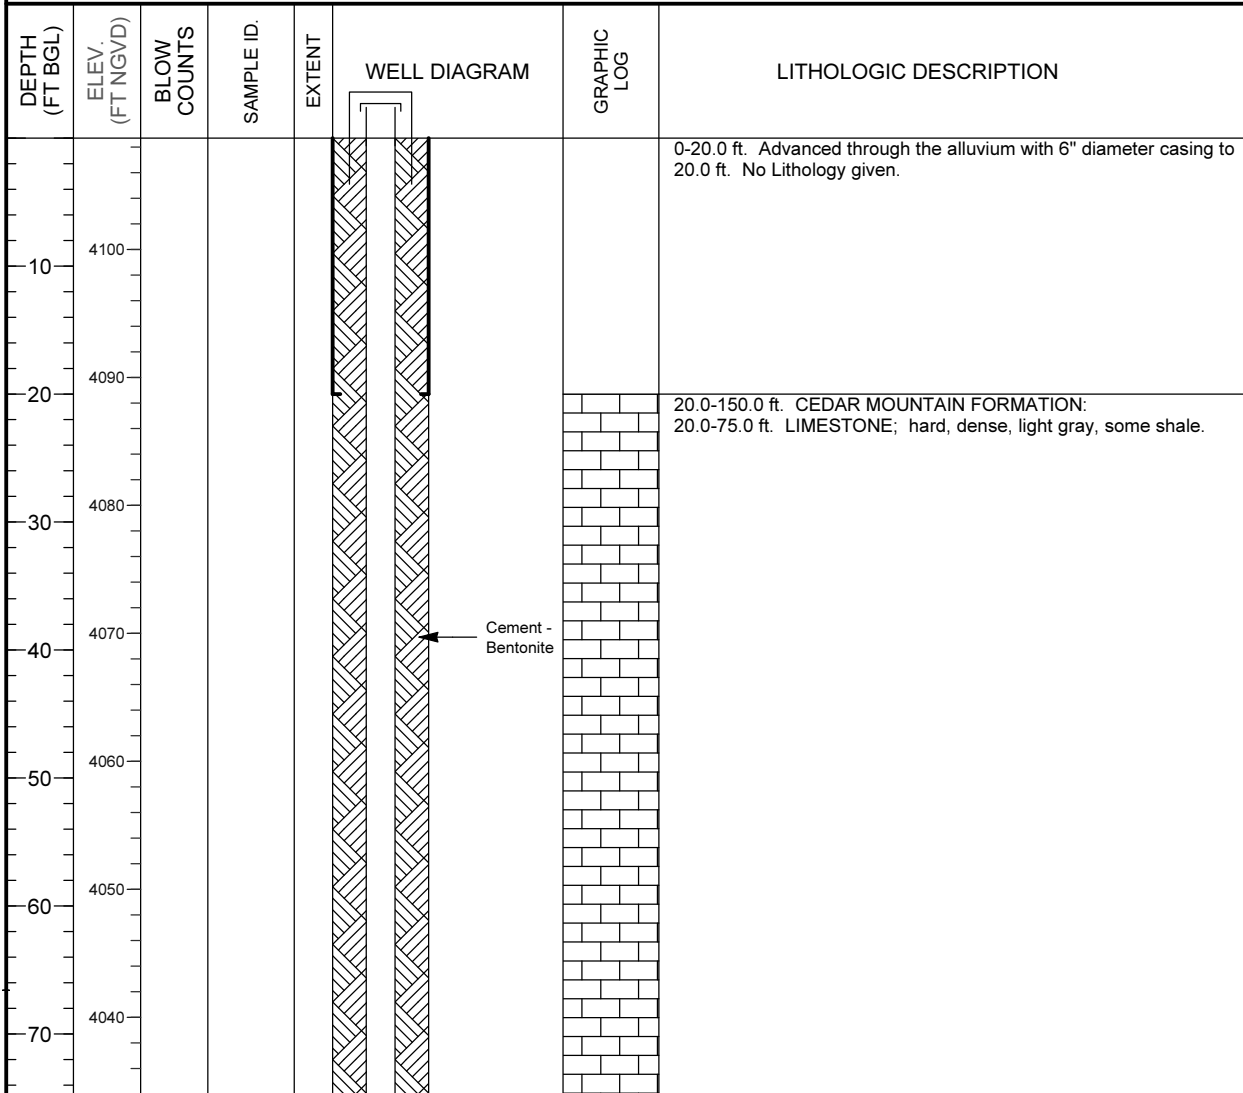 DEPTH
(FT BGL)
ELEV.
(FT NGVD)
BLOW
COUNTS
SAMPLE ID.
EXTENT
WELL DIAGRAM
GRAPHIC
LOG
LITHOLOGIC DESCRIPTION
0-20.0 ft. Advanced through the alluvium with 6" diameter casing to
20.0 ft. No Lithology given.
4100
10
4090
20
20.0-150.0 ft. CEDAR MOUNTAIN FORMATION:
20.0-75.0 ft. LIMESTONE; hard, dense, light gray, some shale.
4080
30
4070
Cement -
Bentonite
40
4060
50
4050
60
4040
70